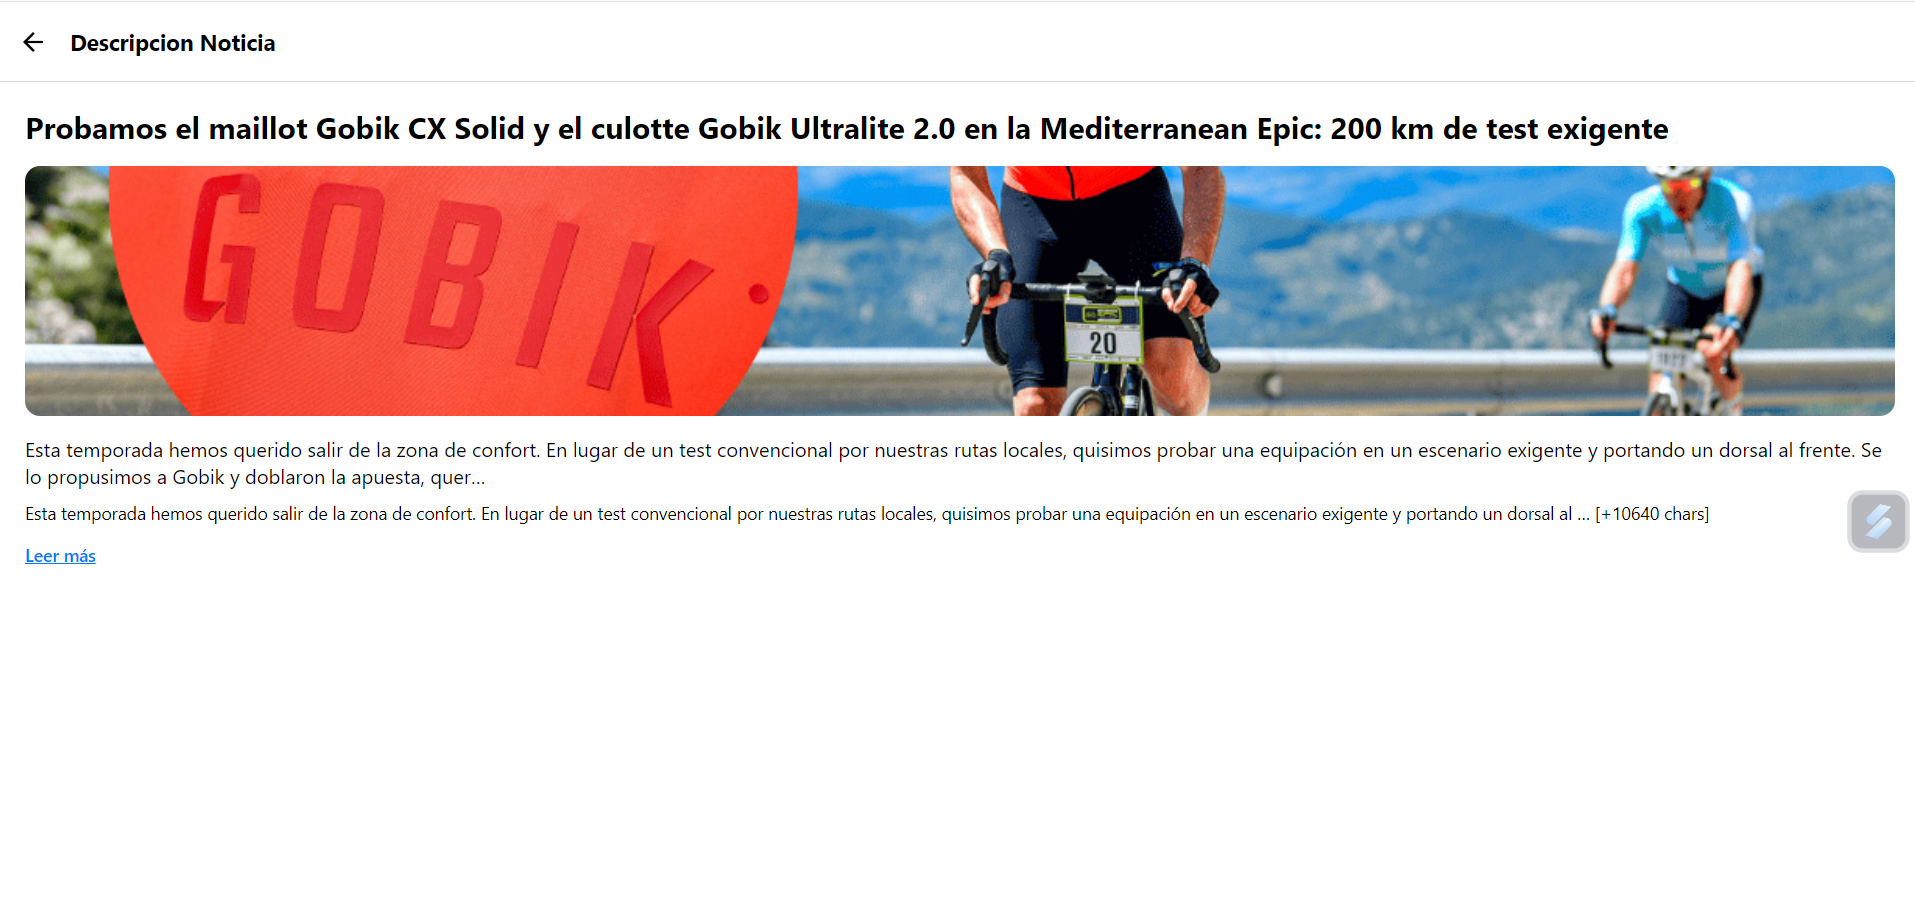 Descripcion Noticia
Probamos el maillot Gobik CX Solid y el culotte Gobik Ultralite 2.0 en la Mediterranean Epic: 200 km de test exigente
GOBIK
20
Esta temporada hemos querido salir de la zona de confort. En lugar de un test convencional por nuestras rutas locales, quisimos probar una equipación en un escenario exigente y portando un dorsal al frente. Se
lo propusimos a Gobik y doblaron la apuesta, quer...
Esta temporada hemos querido salir de la zona de confort. En lugar de un test convencional por nuestras rutas locales, quisimos probar una equipación en un escenario exigente y portando un dorsal al … [+10640 chars]
Leer más